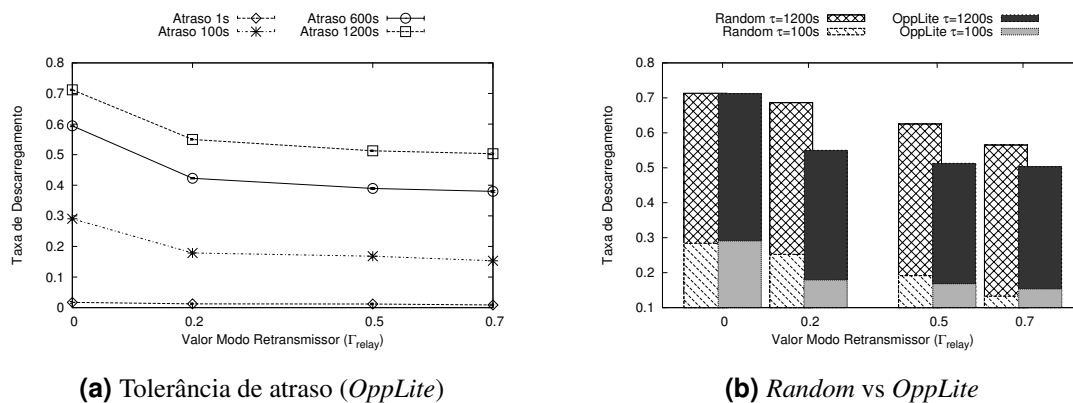 Atraso 1s
Atraso 100s
Atraso 600s
Atraso 1200s
0.8
0.7
0.6
0.5
0.4
0.3
0.2
0.1
0
Taxa de Descarregamento
0 0.2 0.5 0.7
Valor Modo Retransmissor (Γrelay)
(a) Tolerância de atraso (OppLite)
Random τ=1200s
Random τ=100s
OppLite τ=1200s
OppLite τ=100s
0.8
0.7
0.6
0.5
0.4
0.3
0.2
0.1
Taxa de Descarregamento
0 0.2 0.5 0.7
Valor Modo Retransmissor (Γrelay)
(b) Random vs OppLite